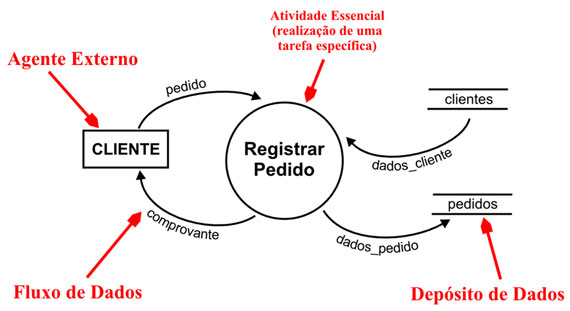 Atividade Essencial
(realização de uma
tarefa específica)
Agente Externo
pedido
clientes
CLIENTE
Registrar
Pedido
dados_cliente
pedidos
comprovante
dados_pedido
Fluxo de Dados
Depósito de Dados